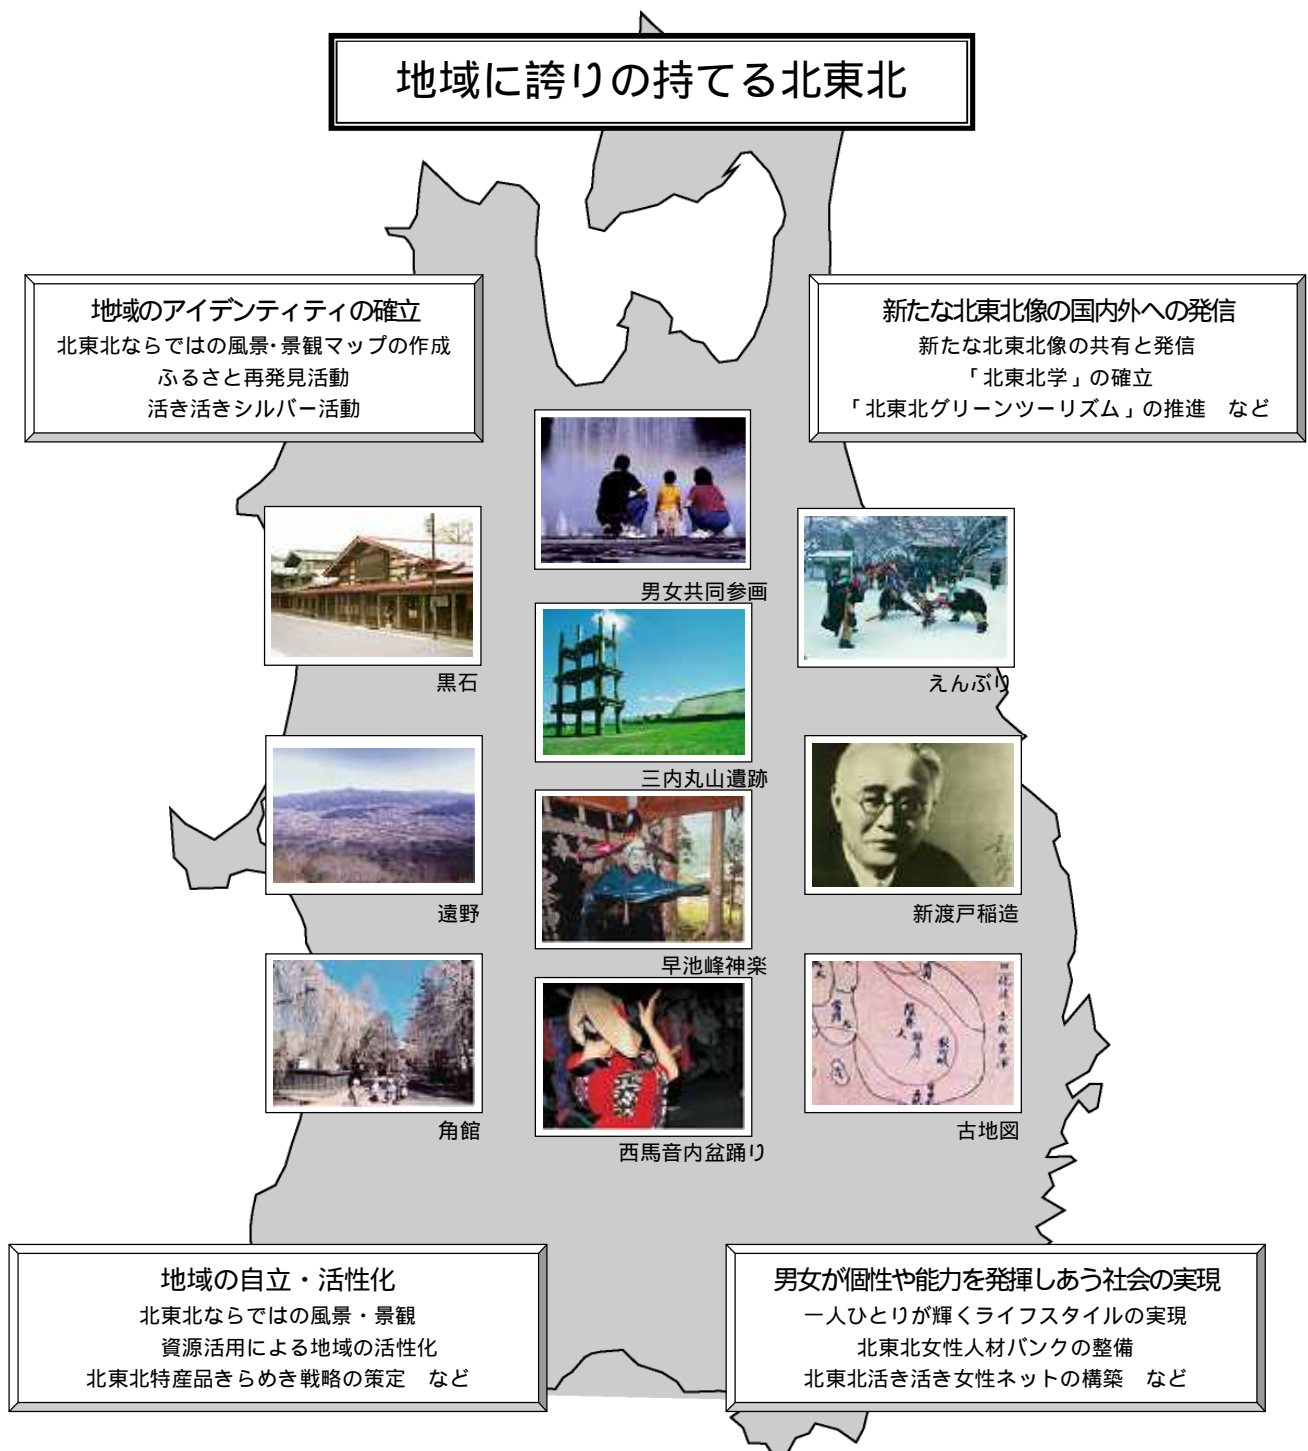 地域に誇りの持てる北東北
地域のアイデンティティの確立
北東北ならではの風景・景観マップの作成
ふるさと再発見活動
活き活きシルバー活動
新たな北東北像の国内外への発信
新たな北東北像の共有と発信
「北東北学」の確立
「北東北グリーンツーリズム」の推進　など
男女共同参画
黒石
えんぶり
三内丸山遺跡
遠野
新渡戸稲造
早池峰神楽
角館
古地図
西馬音内盆踊り
地域の自立・活性化
北東北ならではの風景・景観
資源活用による地域の活性化
北東北特産品きらめき戦略の策定　など
男女が個性や能力を発揮しあう社会の実現
一人ひとりが輝くライフスタイルの実現
北東北女性人材バンクの整備
北東北活き活き女性ネットの構築　など